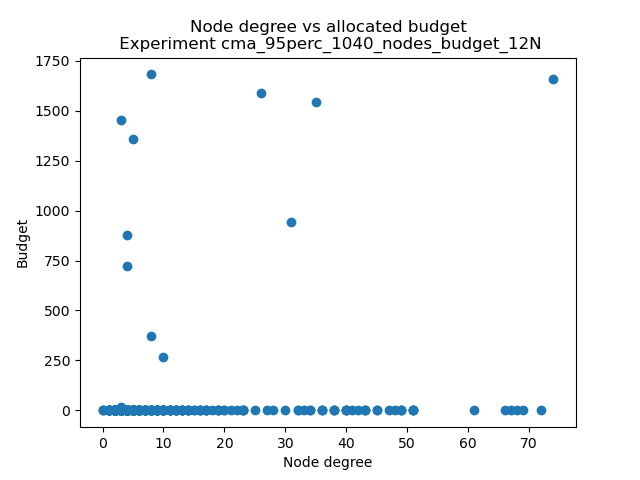 Node degree vs allocated budget
Experiment cma_95perc_1040_nodes_budget_12N
1750
1500
1250
1000
750
500
250
0
Budget
0 10 20 30 40 50 60 70
Node degree